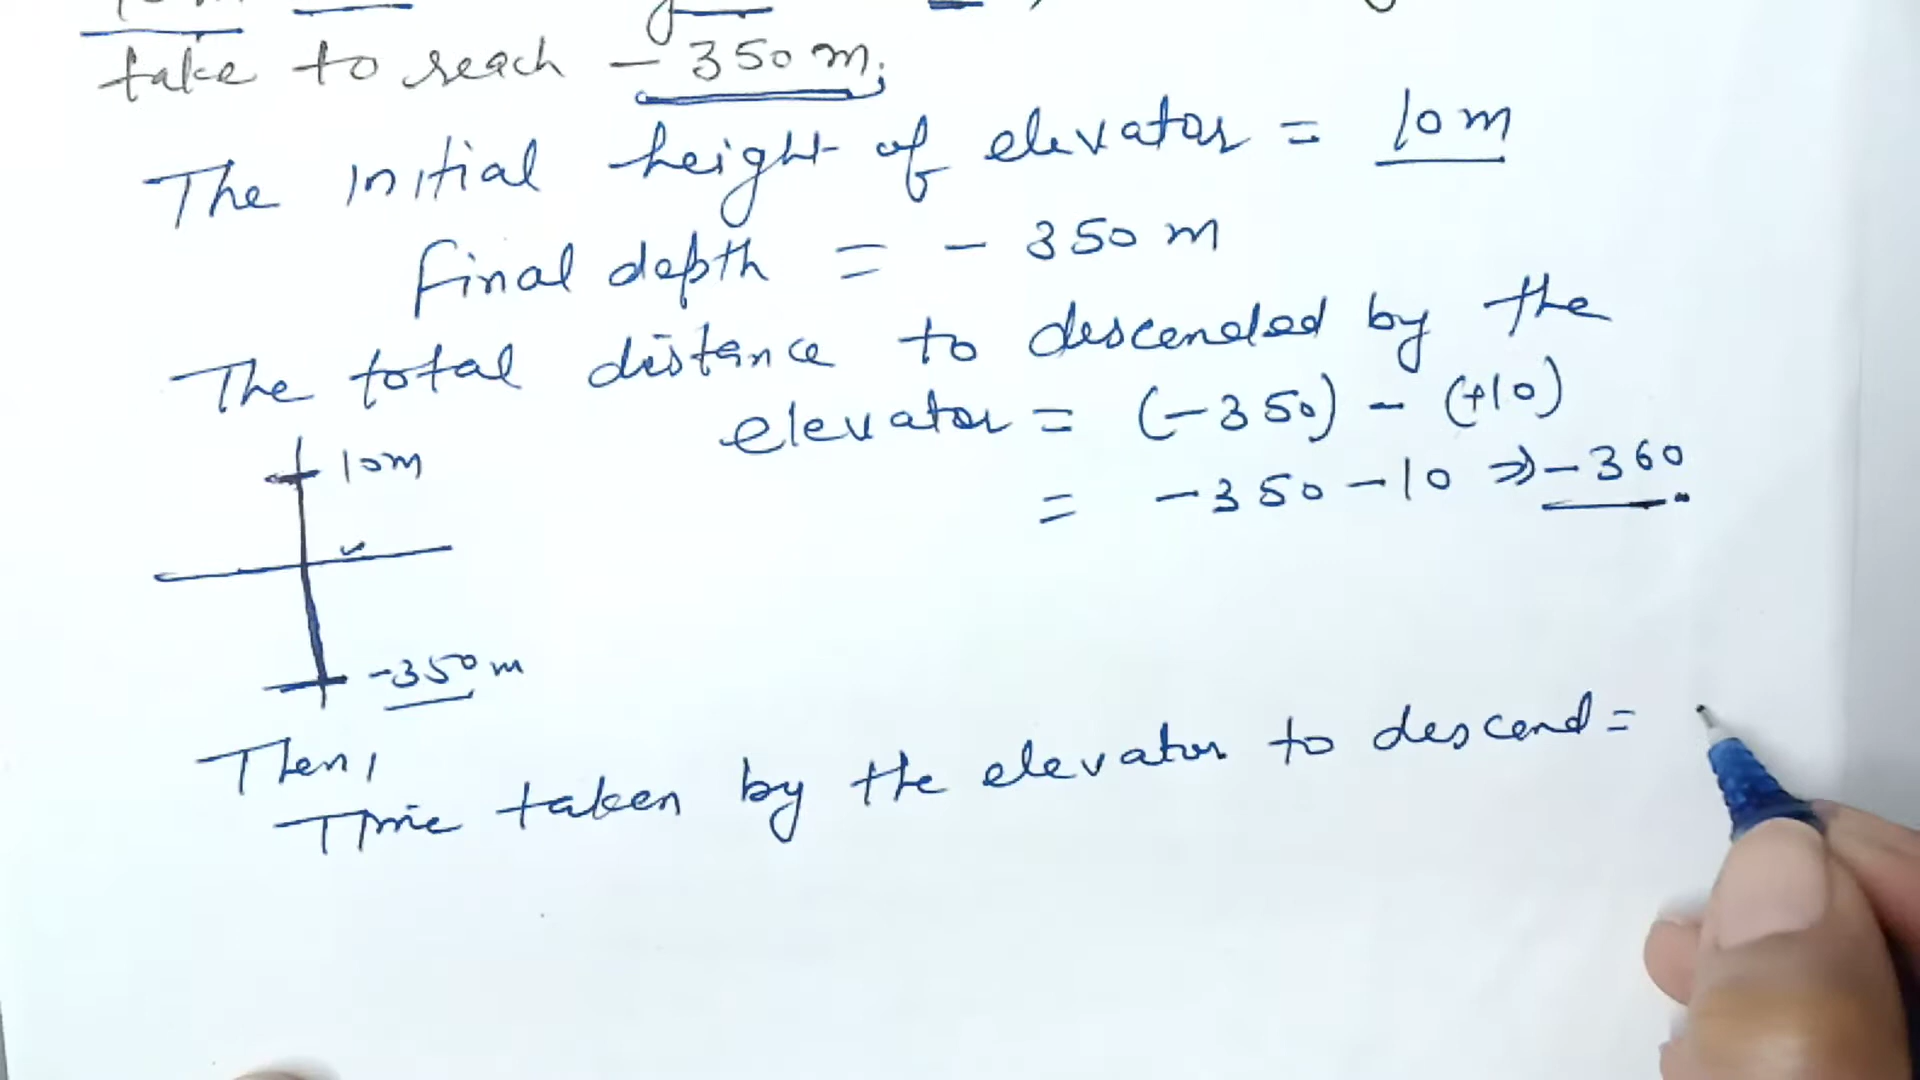 take to reach - 350 m.
The initial height of elevator = 10 m
final depth = - 350 m
The total distance to descended by the
elevator = (-350) - (+10)
= -350 -10 ⇒ -360
10m
-350 m
Then,
Time taken by the elevator to descend =